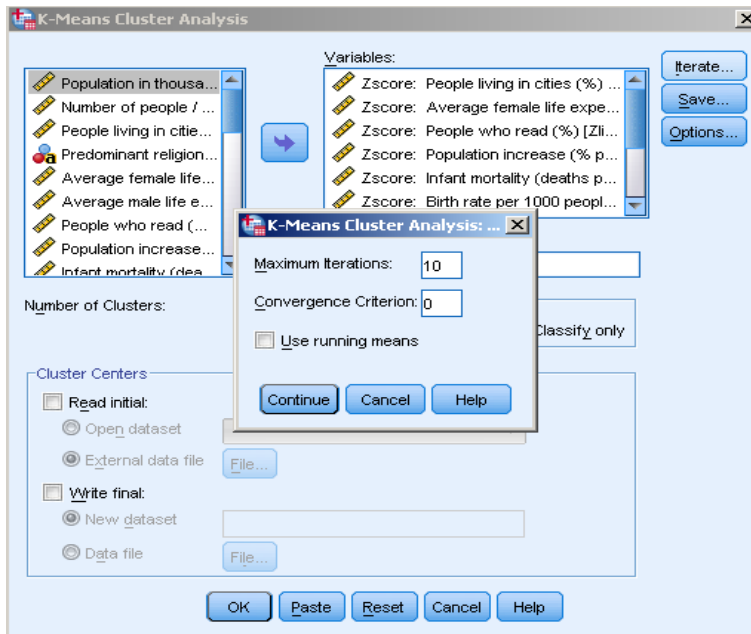 K-Means Cluster Analysis
Variables:
Population in thousa...
Number of people / ...
People living in citie...
Predominant religion...
Average female life...
Average male life e...
People who read (...
Population increase...
Infant mortality (dea
Zscore: People living in cities (%) ...
Zscore: Average female life expe...
Zscore: People who read (%) [Zli...
Zscore: Population increase (% p...
Zscore: Infant mortality (deaths p...
Zscore: Birth rate per 1000 peopl...
Iterate...
Save...
Options...
K-Means Cluster Analysis: ...
Maximum Iterations: 10
Convergence Criterion: 0
Use running means
Continue Cancel Help
Number of Clusters:
Classify only
Cluster Centers
Read initial:
Open dataset
External data file File...
Write final:
New dataset
Data file File...
OK Paste Reset Cancel Help